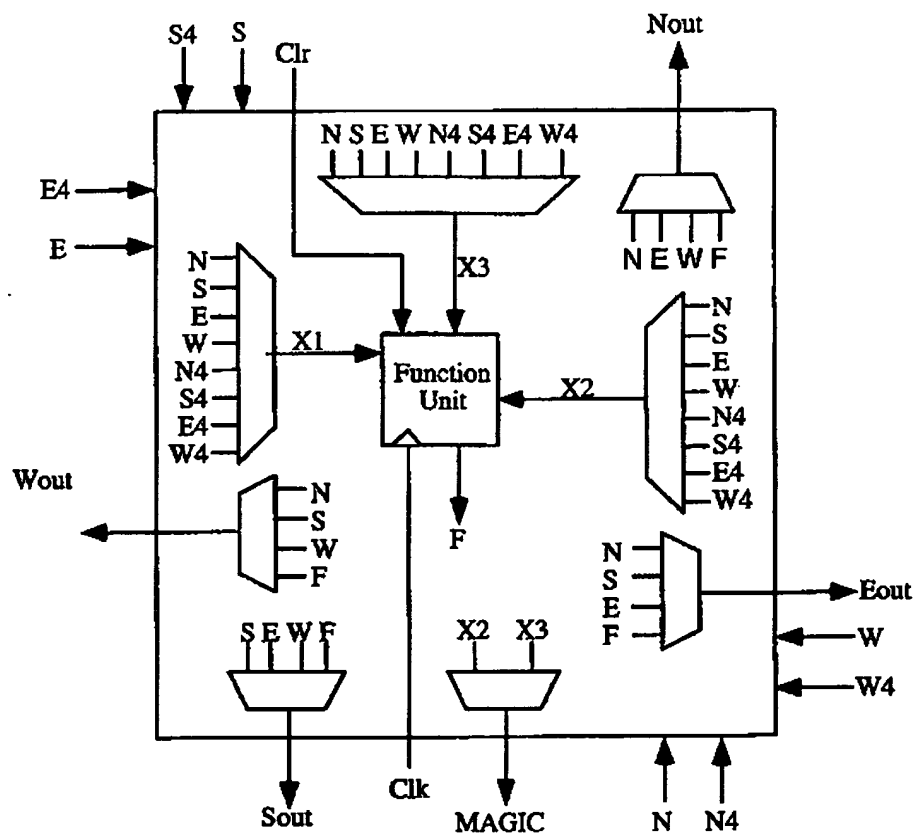 S4 S Clr Nout
N S E W N4 S4 E4 W4
E4
E
N E W F
X3
N
S
E
W
N4
S4
E4
W4
X1
Function
Unit
X2
N
S
E
W
N4
S4
E4
W4
Wout
N
S
W
F
F
N
S
E
F
Eout
W
W4
S E W F
X2 X3
Sout
Clk
MAGIC
N N4